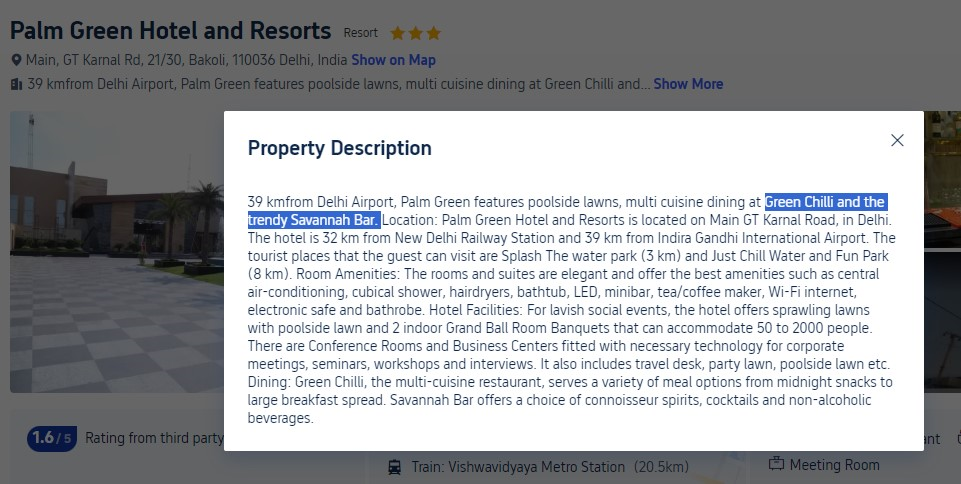 Palm Green Hotel and Resorts Resort
Main, GT Karnal Rd, 21/30, Bakoli, 110036 Delhi, India Show on Map
39 kmfrom Delhi Airport, Palm Green features poolside lawns, multi cuisine dining at Green Chilli and... Show More
Property Description
39 kmfrom Delhi Airport, Palm Green features poolside lawns, multi cuisine dining at Green Chilli and the
trendy Savannah Bar. Location: Palm Green Hotel and Resorts is located on Main GT Karnal Road, in Delhi.
The hotel is 32 km from New Delhi Railway Station and 39 km from Indira Gandhi International Airport. The
tourist places that the guest can visit are Splash The water park (3 km) and Just Chill Water and Fun Park
(8 km). Room Amenities: The rooms and suites are elegant and offer the best amenities such as central
air-conditioning, cubical shower, hairdryers, bathtub, LED, minibar, tea/coffee maker, Wi-Fi internet,
electronic safe and bathrobe. Hotel Facilities: For lavish social events, the hotel offers sprawling lawns
with poolside lawn and 2 indoor Grand Ball Room Banquets that can accommodate 50 to 2000 people.
There are Conference Rooms and Business Centers fitted with necessary technology for corporate
meetings, seminars, workshops and interviews. It also includes travel desk, party lawn, poolside lawn etc.
Dining: Green Chilli, the multi-cuisine restaurant, serves a variety of meal options from midnight snacks to
large breakfast spread. Savannah Bar offers a choice of connoisseur spirits, cocktails and non-alcoholic
beverages.
1.6 / 5 Rating from third party
Train: Vishwavidyaya Metro Station (20.5km)
Meeting Room